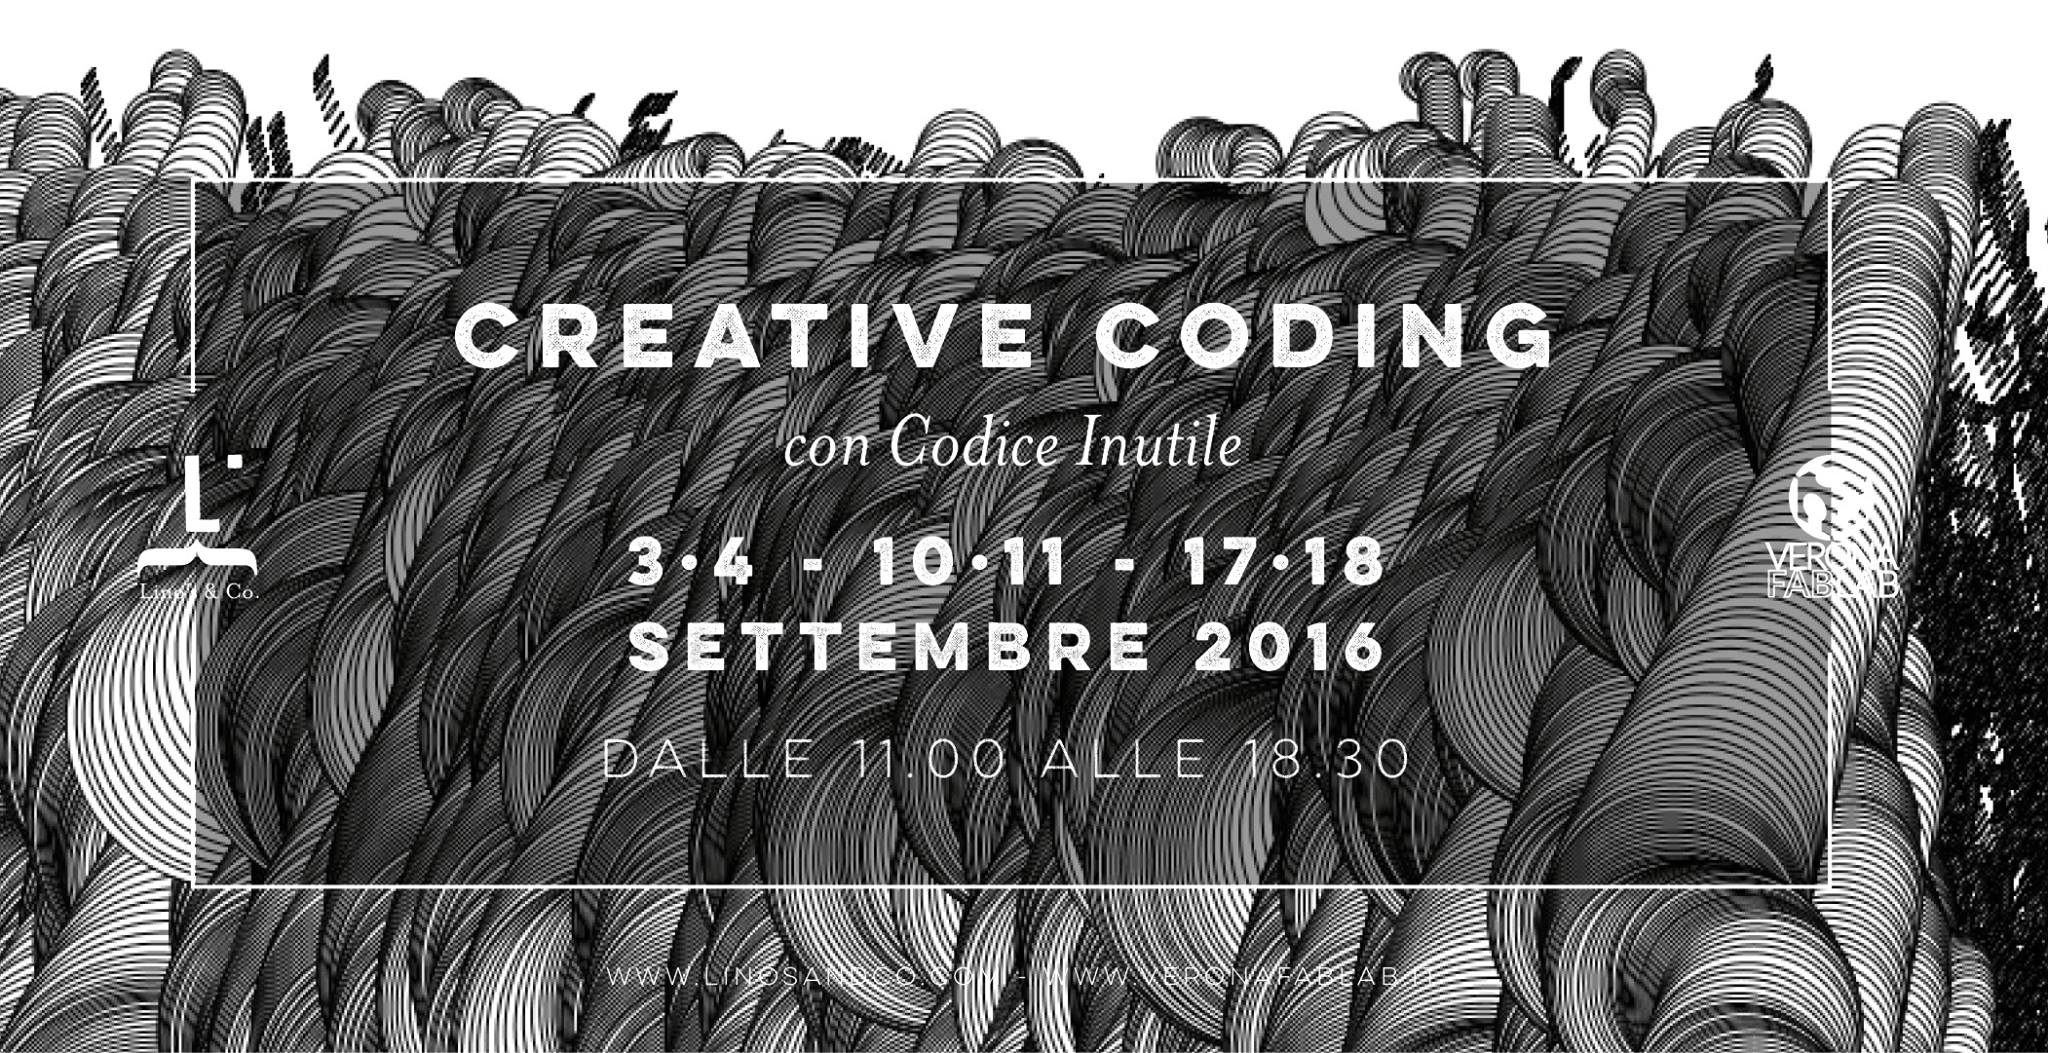 CREATIVE CODING
con Codice Inutile
L'
Lino's & Co.
3·4 - 10·11 - 17·18
SETTEMBRE 2016
VERONA
FABLAB
DALLE 11.00 ALLE 18.30
WWW.LINOSANDCO.COM - WWW.VERONAFABLAB.IT